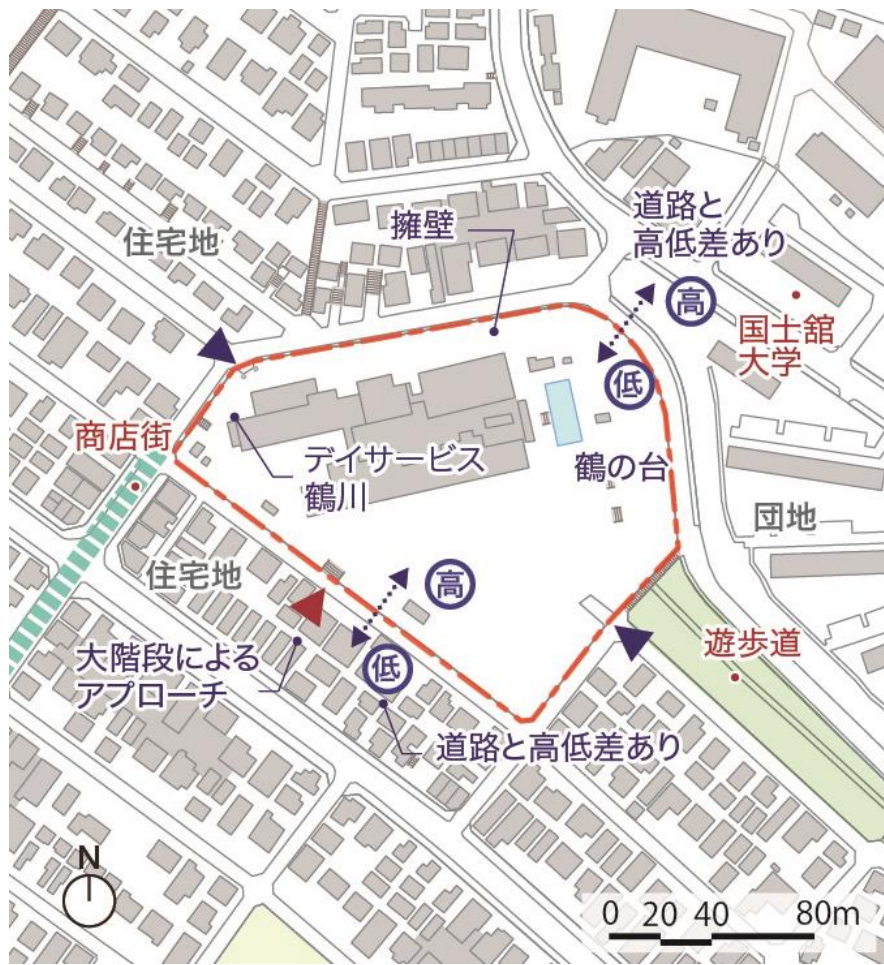 道路と
高低差あり
擁壁
住宅地
高
国士舘
大学
低
商店街
デイサービス
鶴川
鶴の台
団地
住宅地
高
大階段による
アプローチ
低
遊歩道
道路と高低差あり
N
0 20 40 80m